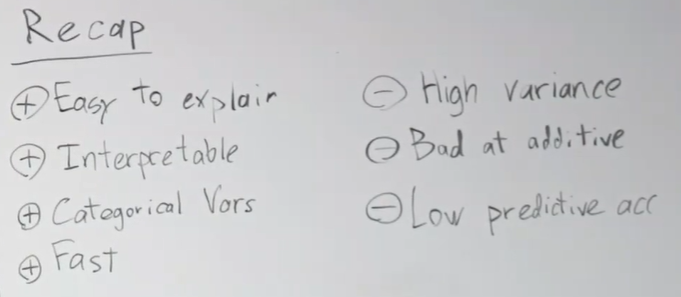 Recap
⊕ Easy to explain
⊕ Interpretable
⊕ Categorical Vars
⊕ Fast
⊖ High variance
⊖ Bad at additive
⊖ Low predictive acc